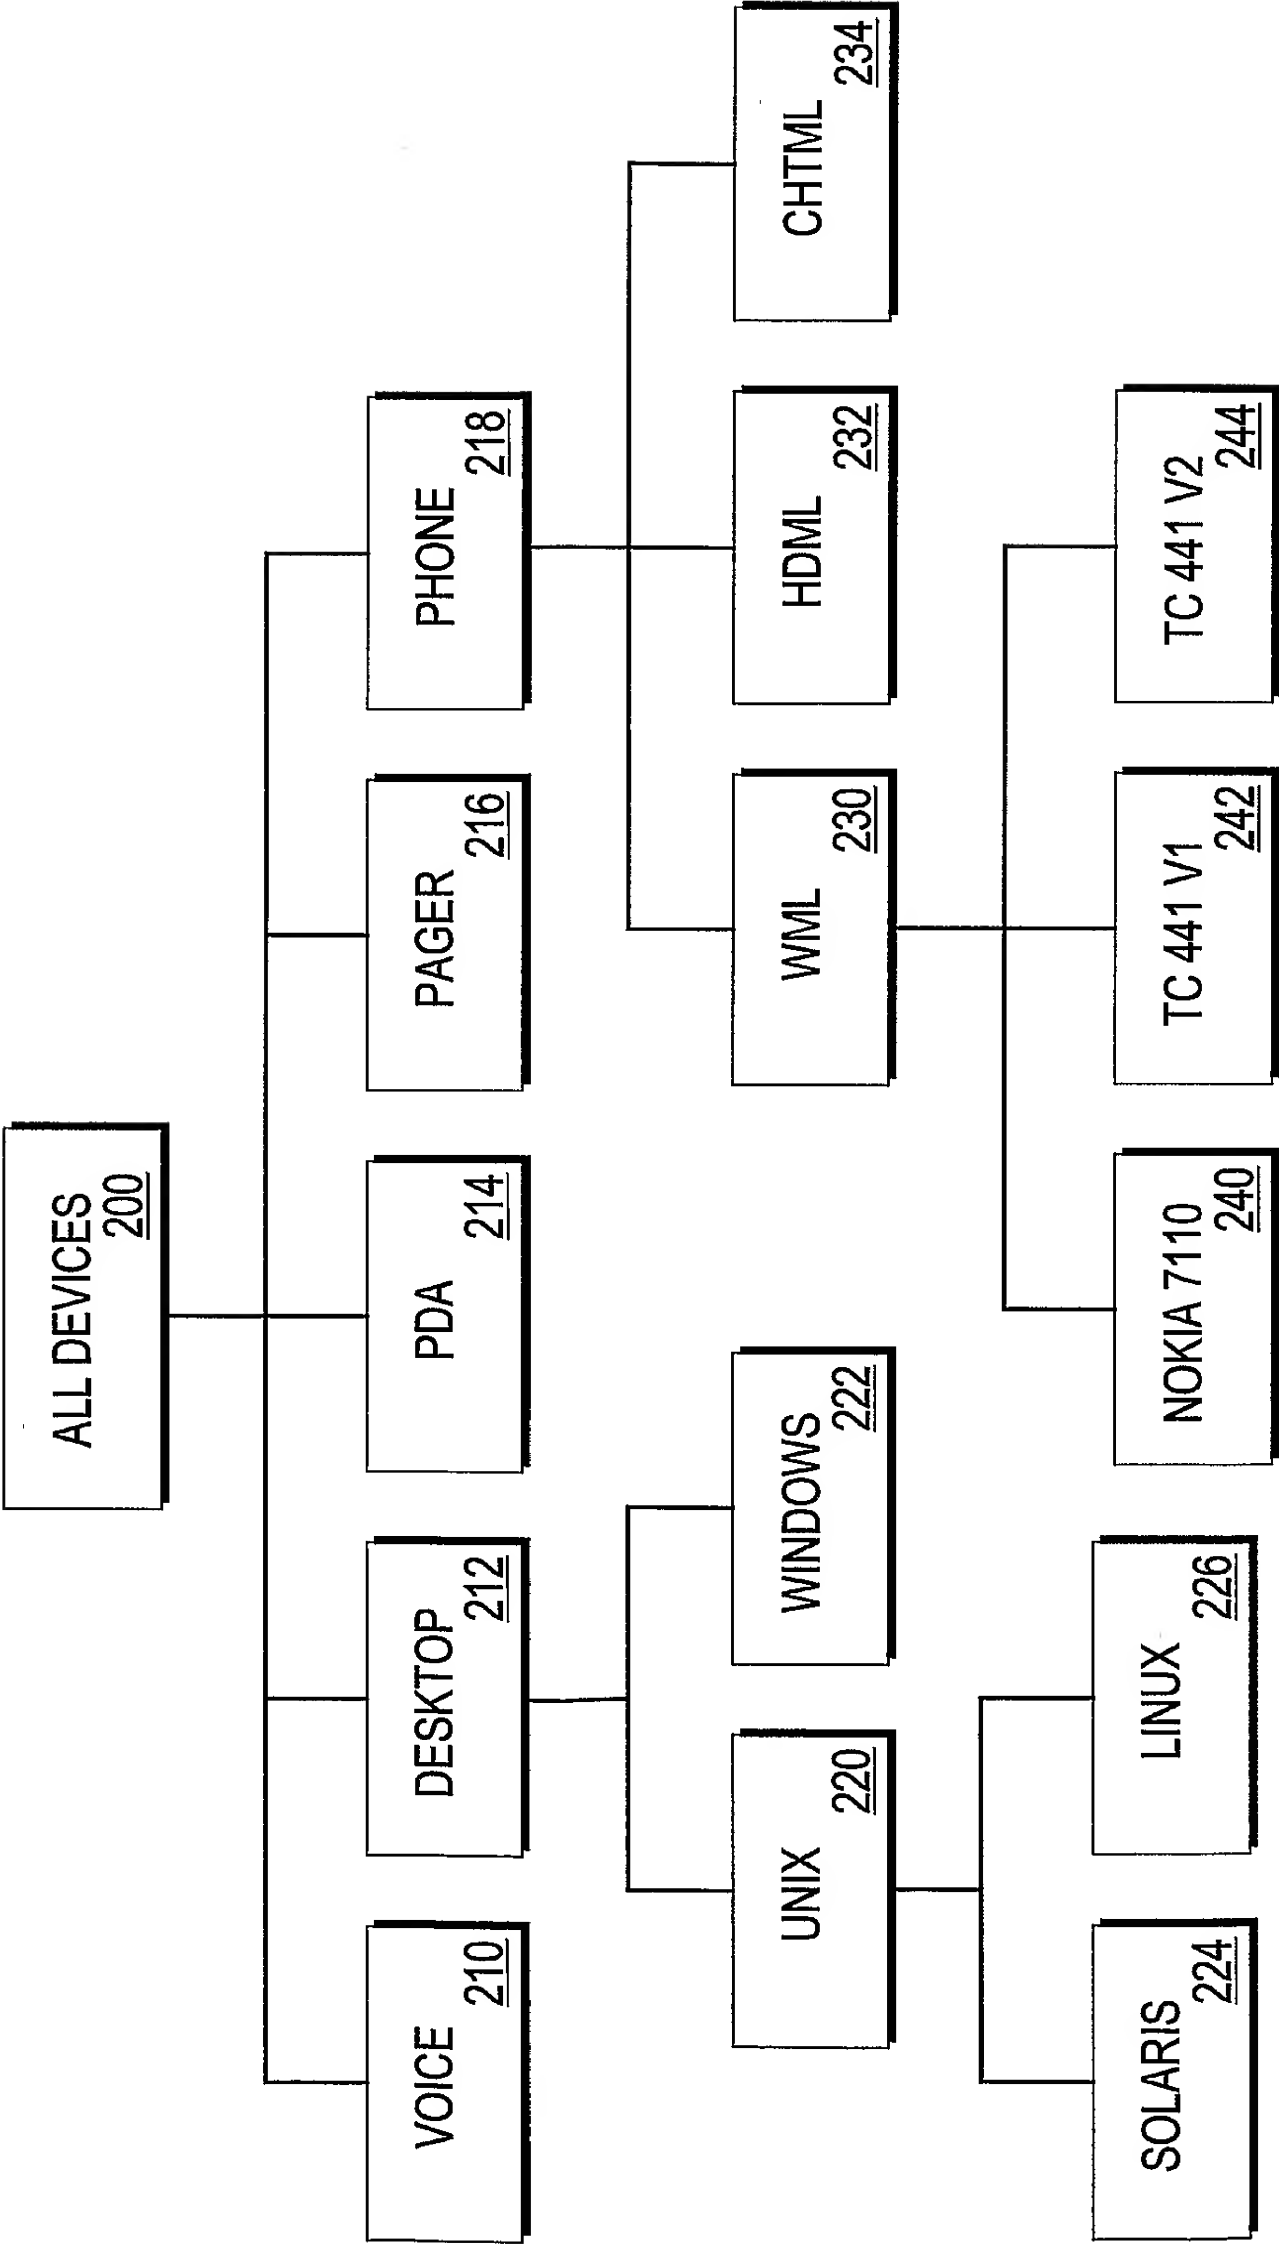 ALL DEVICES
200
VOICE
210
DESKTOP
212
PDA
214
PAGER
216
PHONE
218
UNIX
220
WINDOWS
222
WML
230
HDML
232
CHTML
234
SOLARIS
224
LINUX
226
NOKIA 7110
240
TC 441 V1
242
TC 441 V2
244